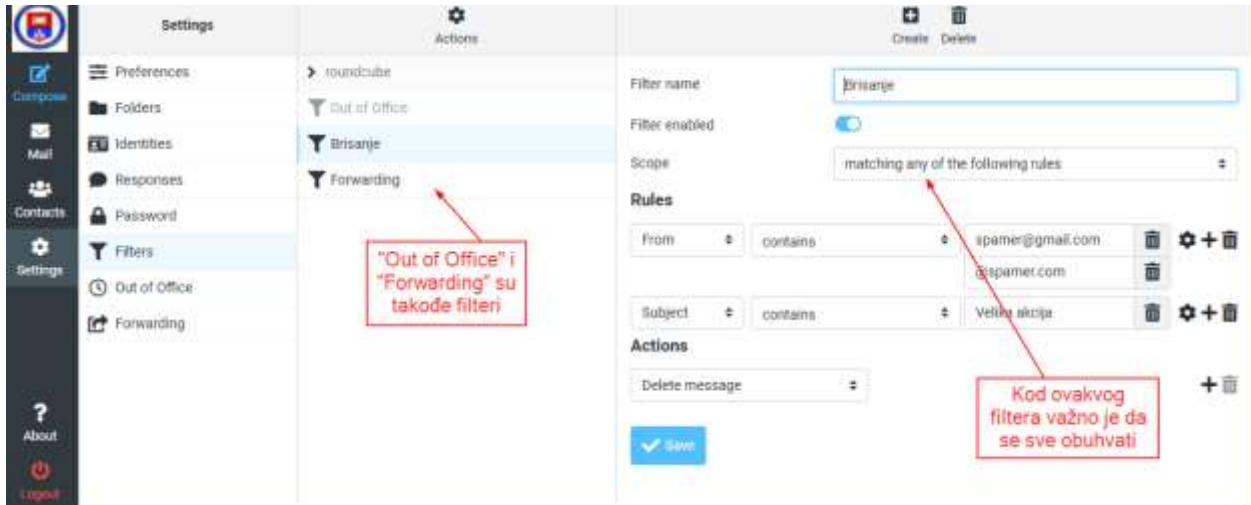 Settings
Actions
Create Delete
Compose
Mail
Contacts
Settings
About
Logout
Preferences
Folders
Identities
Responses
Password
Filters
Out of Office
Forwarding
roundcube
Out of Office
Brisanje
Forwarding
"Out of Office" i
"Forwarding" su
takođe filteri
Filter name Brisanje
Filter enabled
Scope matching any of the following rules
Rules
From contains spamer@gmail.com
@spamer.com
Subject contains Velika akcija
Actions
Delete message
Kod ovakvog
filtera važno je da
se sve obuhvati
Save